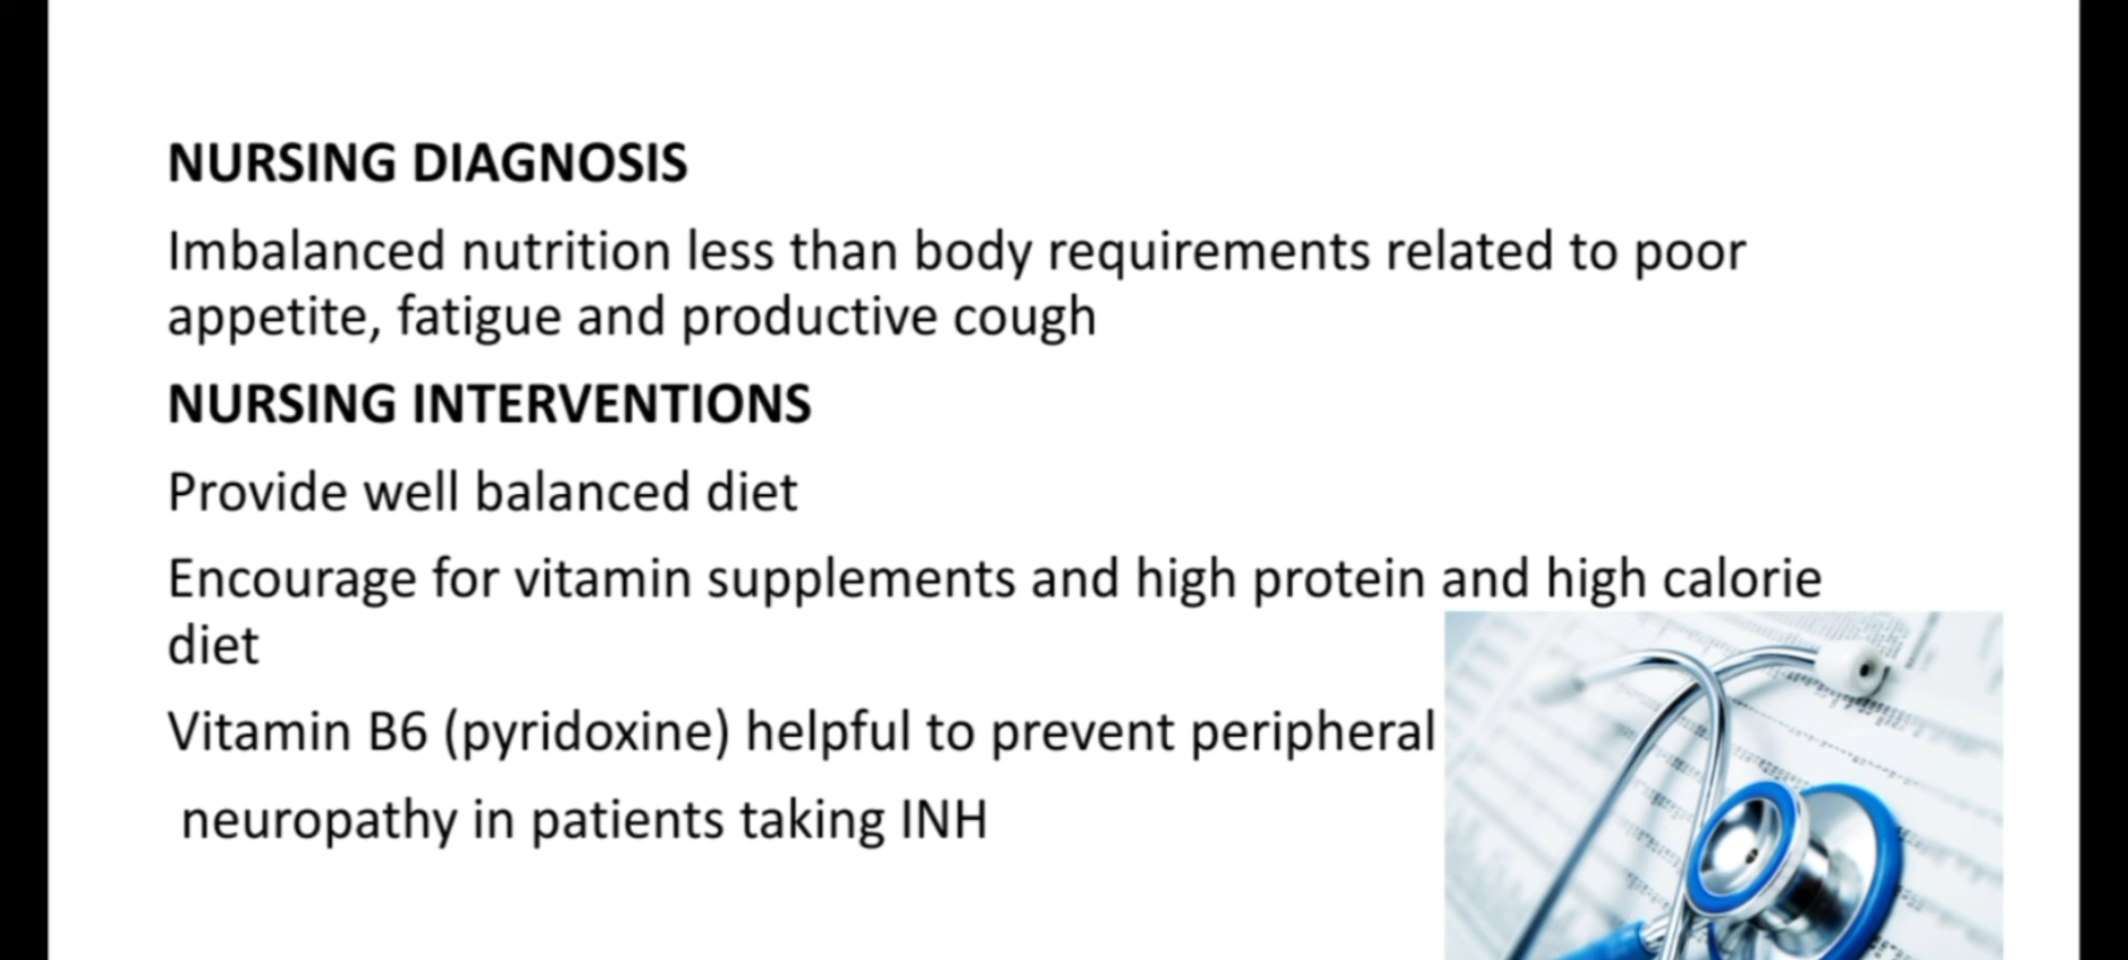 NURSING DIAGNOSIS
Imbalanced nutrition less than body requirements related to poor
appetite, fatigue and productive cough
NURSING INTERVENTIONS
Provide well balanced diet
Encourage for vitamin supplements and high protein and high calorie
diet
Vitamin B6 (pyridoxine) helpful to prevent peripheral
neuropathy in patients taking INH